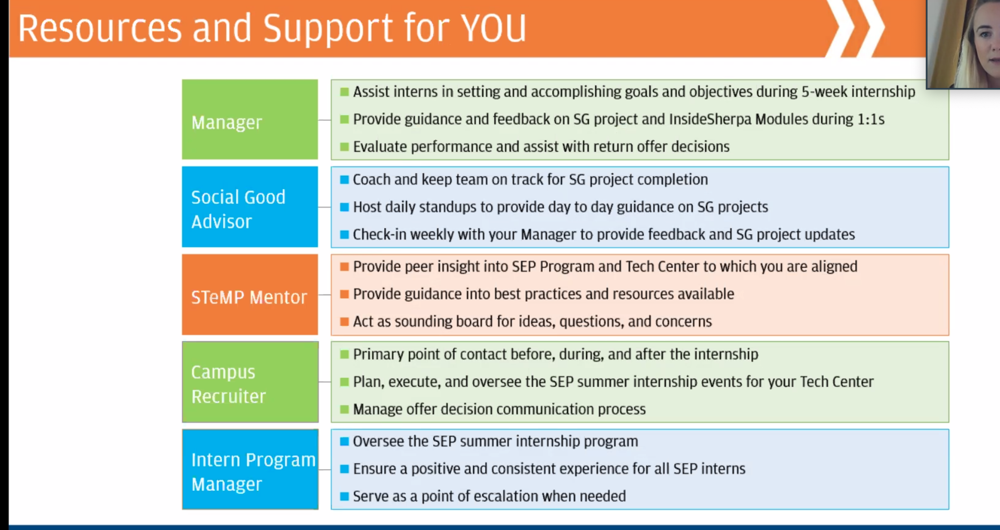 Resources and Support for YOU
Manager
Assist interns in setting and accomplishing goals and objectives during 5-week internship
Provide guidance and feedback on SG project and InsideSherpa Modules during 1:1s
Evaluate performance and assist with return offer decisions
Social Good
Advisor
Coach and keep team on track for SG project completion
Host daily standups to provide day to day guidance on SG projects
Check-in weekly with your Manager to provide feedback and SG project updates
STeMP Mentor
Provide peer insight into SEP Program and Tech Center to which you are aligned
Provide guidance into best practices and resources available
Act as sounding board for ideas, questions, and concerns
Campus
Recruiter
Primary point of contact before, during, and after the internship
Plan, execute, and oversee the SEP summer internship events for your Tech Center
Manage offer decision communication process
Intern Program
Manager
Oversee the SEP summer internship program
Ensure a positive and consistent experience for all SEP interns
Serve as a point of escalation when needed